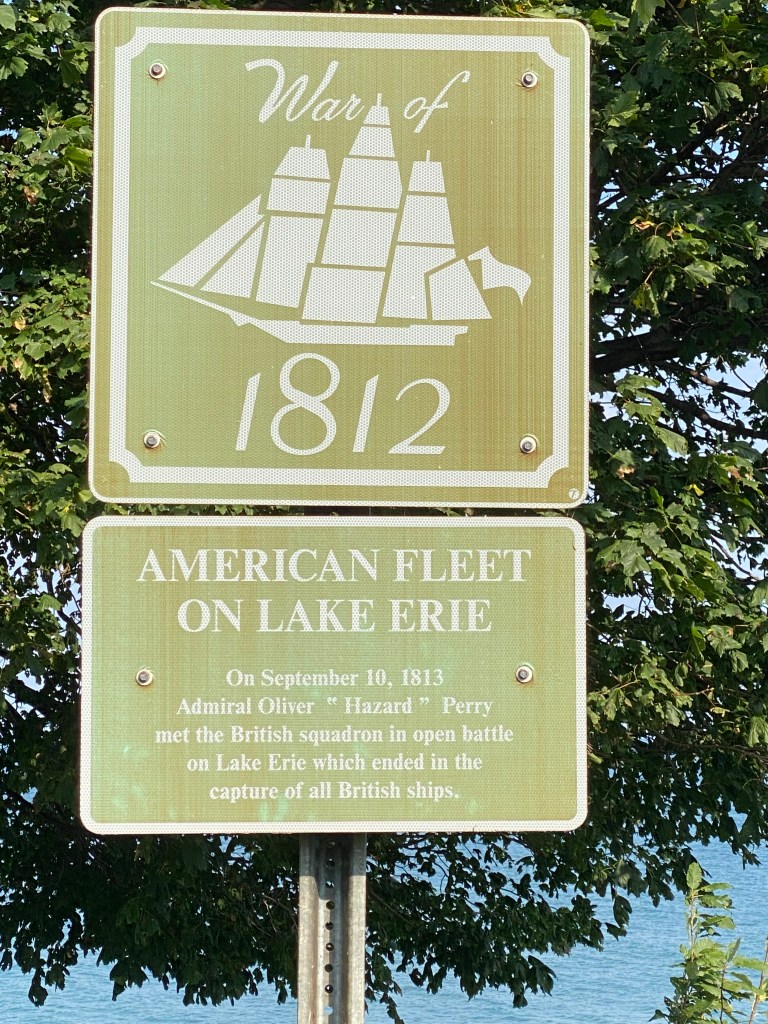 War of
1812
AMERICAN FLEET
ON LAKE ERIE
On September 10, 1813
Admiral Oliver “ Hazard ” Perry
met the British squadron in open battle
on Lake Erie which ended in the
capture of all British ships.